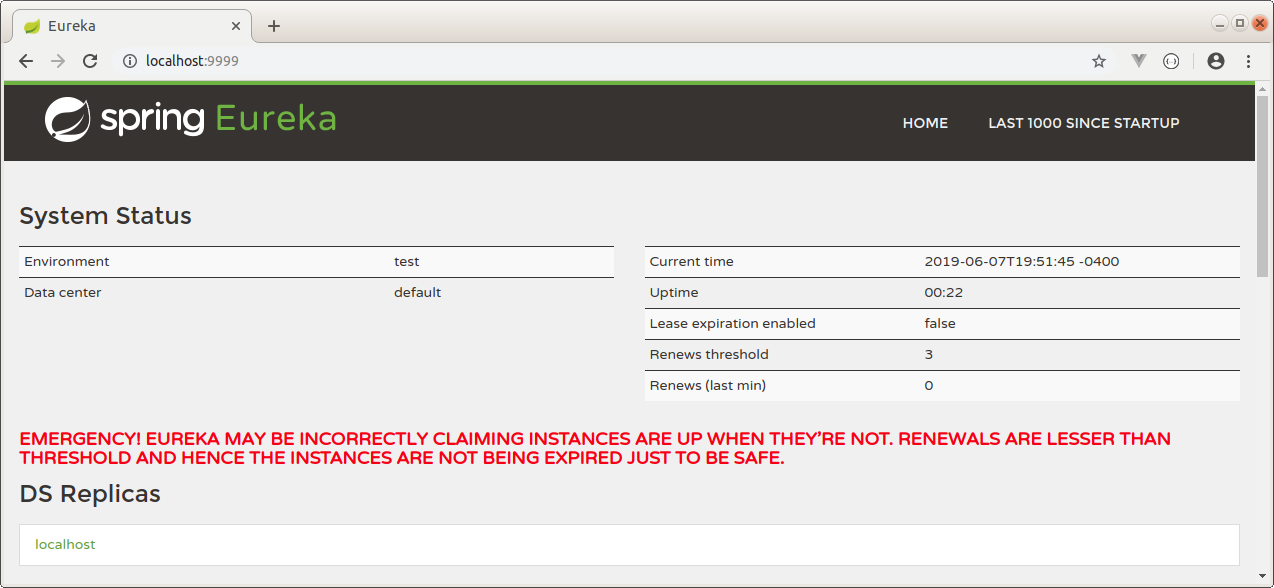 Eureka
localhost:9999
spring Eureka
HOME LAST 1000 SINCE STARTUP
System Status
Environment test
Data center default
Current time 2019-06-07T19:51:45 -0400
Uptime 00:22
Lease expiration enabled false
Renews threshold 3
Renews (last min) 0
EMERGENCY! EUREKA MAY BE INCORRECTLY CLAIMING INSTANCES ARE UP WHEN THEY'RE NOT. RENEWALS ARE LESSER THAN
THRESHOLD AND HENCE THE INSTANCES ARE NOT BEING EXPIRED JUST TO BE SAFE.
DS Replicas
localhost